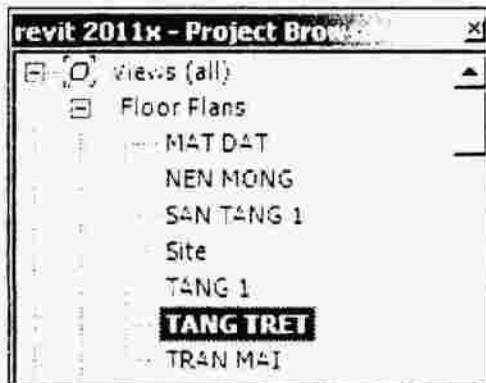 revit 2011x - Project Brows
Views (all)
Floor Plans
MAT DAT
NEN MONG
SAN TANG 1
Site
TANG 1
TANG TRET
TRAN MAI